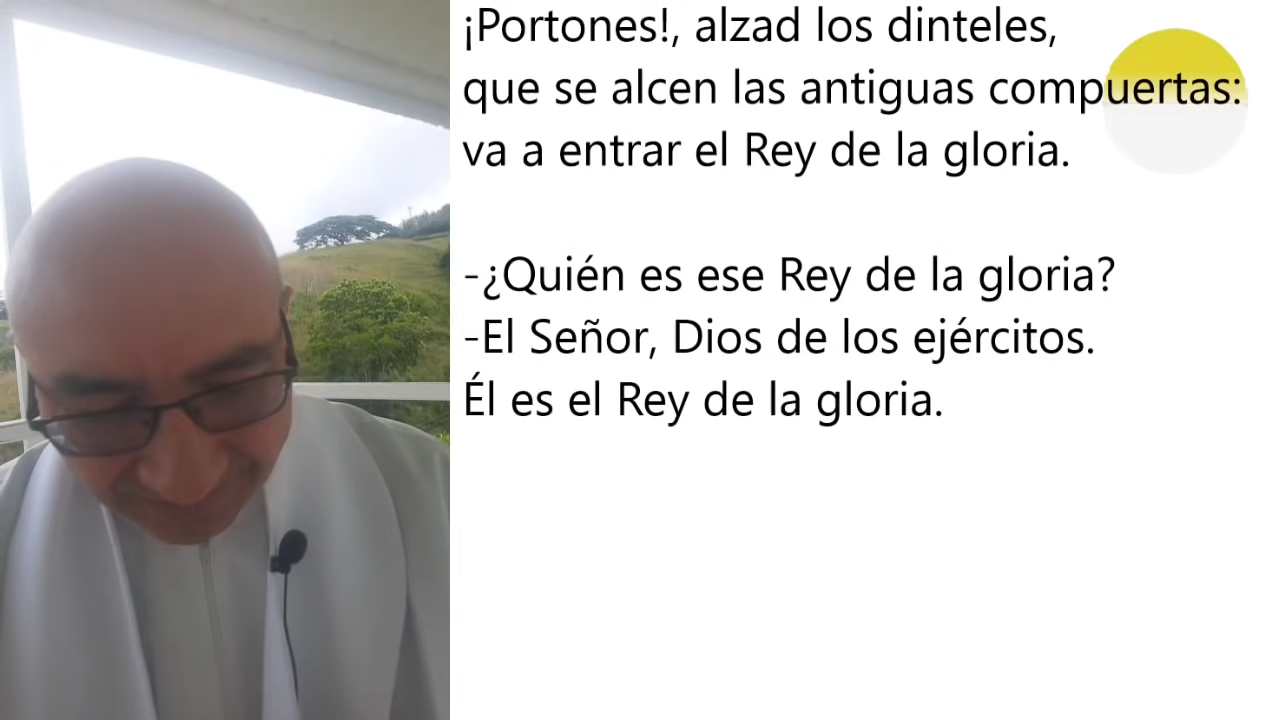 ¡Portones!, alzad los dinteles,
que se alcen las antiguas compuertas:
va a entrar el Rey de la gloria.
-¿Quién es ese Rey de la gloria?
-El Señor, Dios de los ejércitos.
Él es el Rey de la gloria.